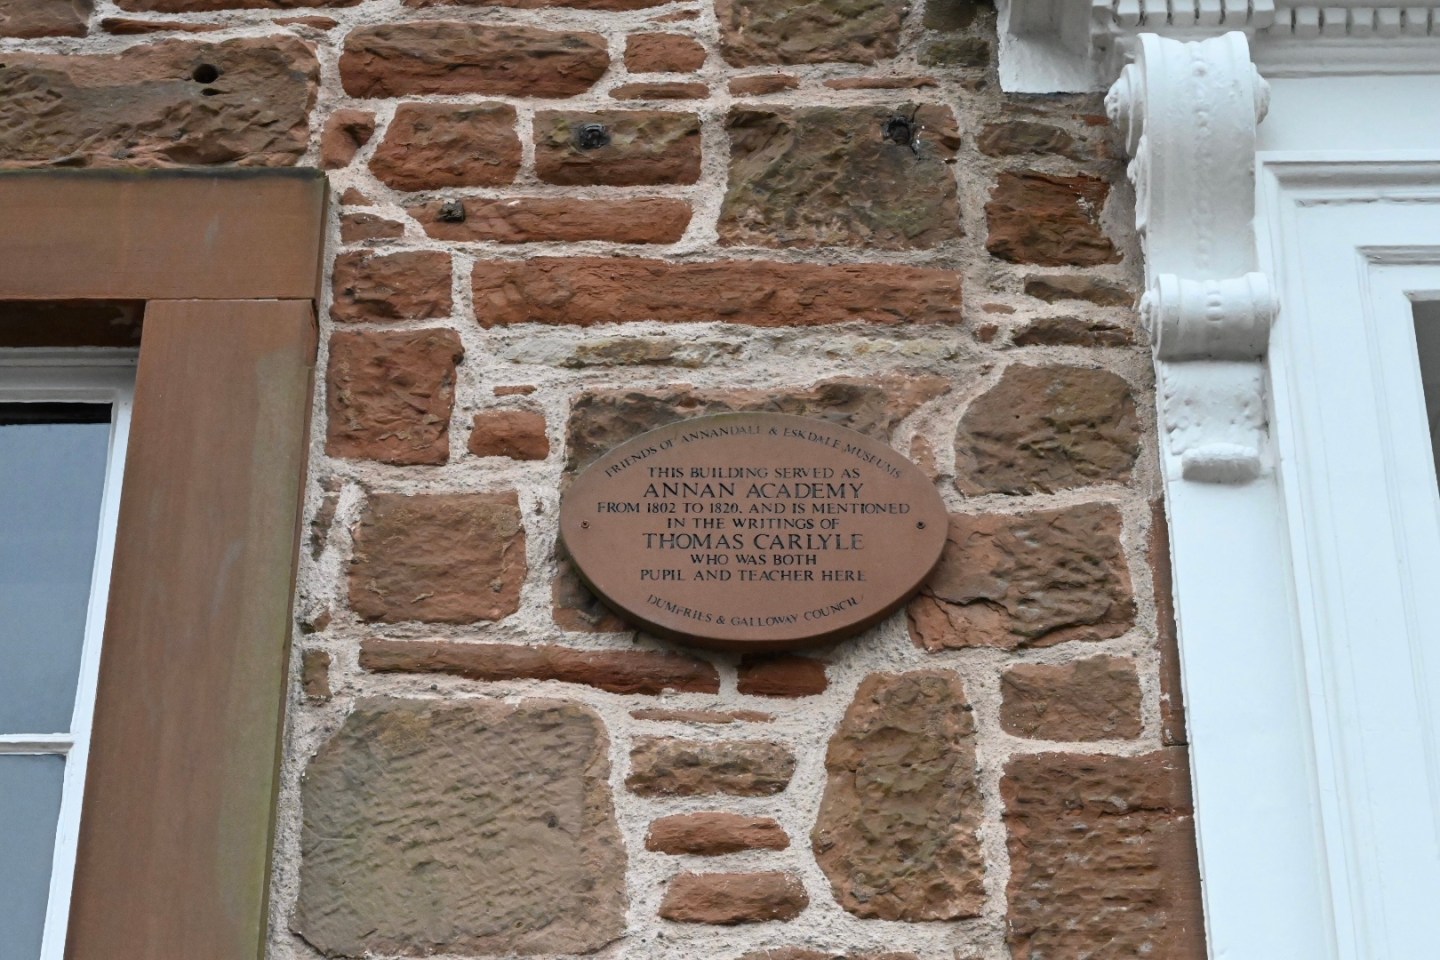 FRIENDS OF ANNANDALE & ESKDALE MUSEUMS
THIS BUILDING SERVED AS
ANNAN ACADEMY
FROM 1802 TO 1820, AND IS MENTIONED
IN THE WRITINGS OF
THOMAS CARLYLE
WHO WAS BOTH
PUPIL AND TEACHER HERE
DUMFRIES & GALLOWAY COUNCIL